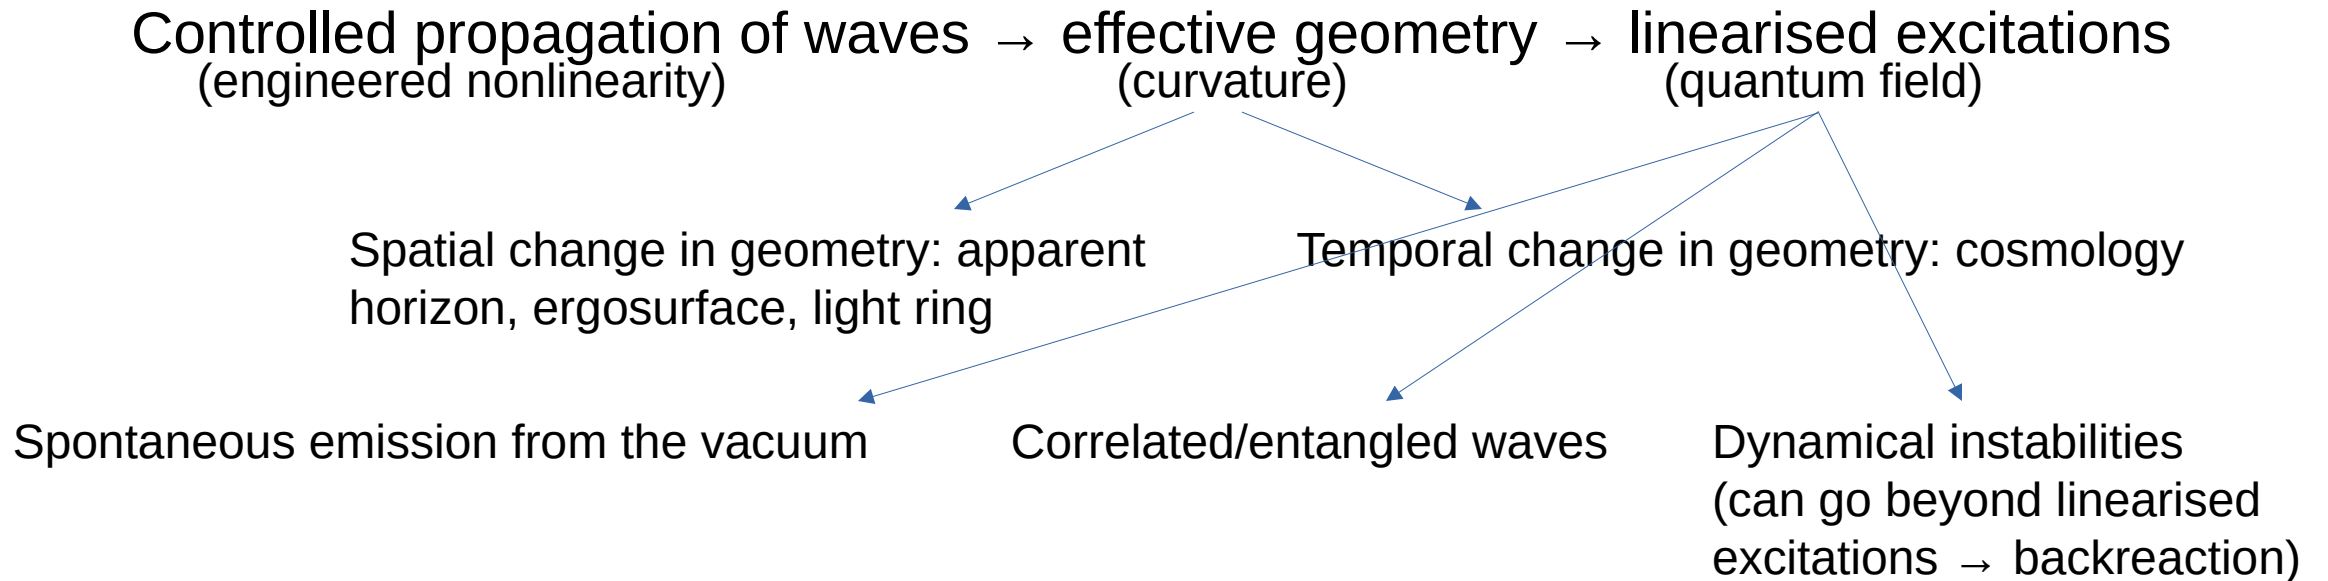 Controlled propagation of waves → effective geometry → linearised excitations
(engineered nonlinearity) (curvature) (quantum field)
Spatial change in geometry: apparent
horizon, ergosurface, light ring
Temporal change in geometry: cosmology
Spontaneous emission from the vacuum
Correlated/entangled waves
Dynamical instabilities
(can go beyond linearised
excitations → backreaction)